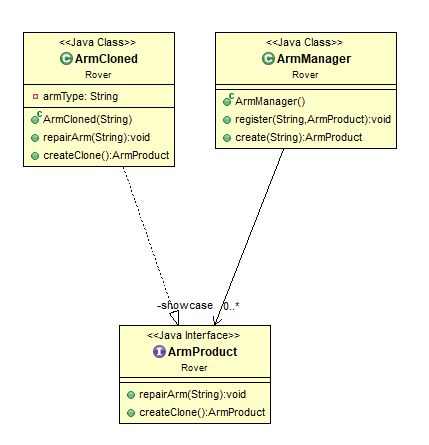 <<Java Class>>
C ArmCloned
Rover
armType: String
C ArmCloned(String)
repairArm(String):void
createClone():ArmProduct
<<Java Class>>
C ArmManager
Rover
C ArmManager()
register(String,ArmProduct):void
create(String):ArmProduct
-showcase 0..*
<<Java Interface>>
I ArmProduct
Rover
repairArm(String):void
createClone():ArmProduct